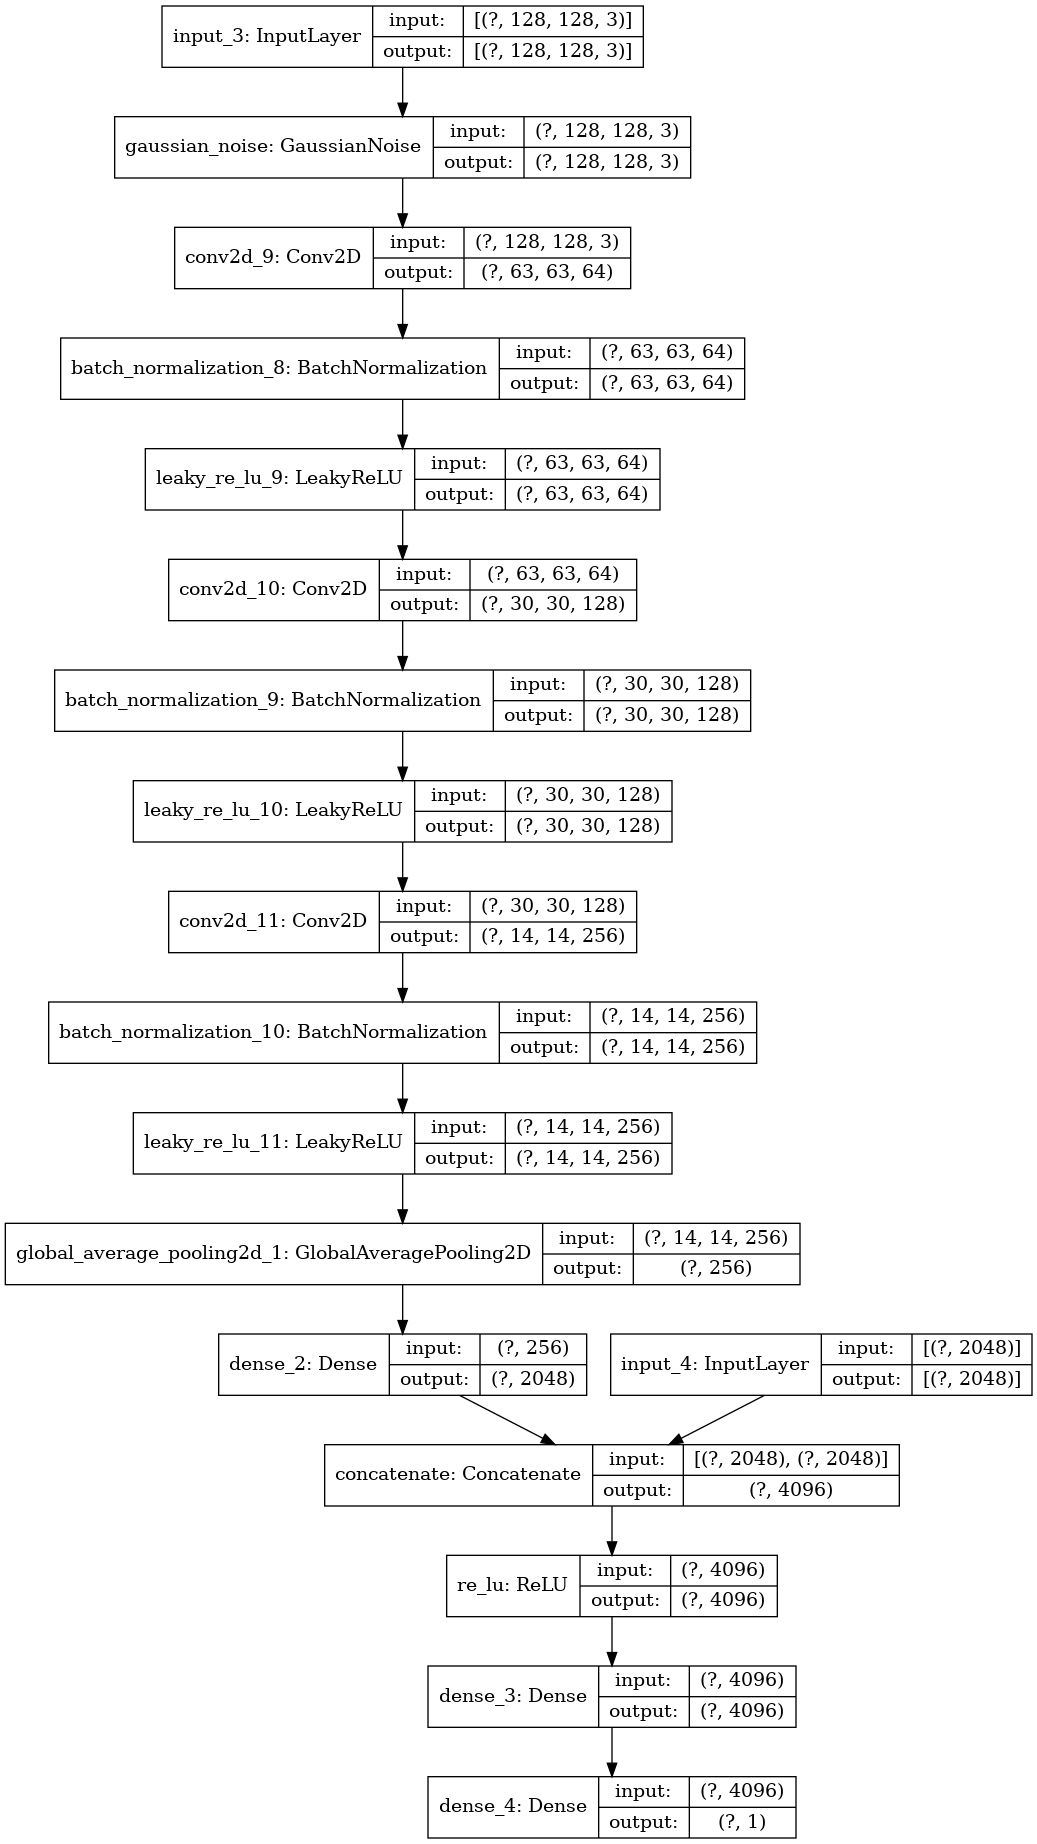 input_3: InputLayer
input: [(?, 128, 128, 3)]
output: [(?, 128, 128, 3)]
gaussian_noise: GaussianNoise
input: (?, 128, 128, 3)
output: (?, 128, 128, 3)
conv2d_9: Conv2D
input: (?, 128, 128, 3)
output: (?, 63, 63, 64)
batch_normalization_8: BatchNormalization
input: (?, 63, 63, 64)
output: (?, 63, 63, 64)
leaky_re_lu_9: LeakyReLU
input: (?, 63, 63, 64)
output: (?, 63, 63, 64)
conv2d_10: Conv2D
input: (?, 63, 63, 64)
output: (?, 30, 30, 128)
batch_normalization_9: BatchNormalization
input: (?, 30, 30, 128)
output: (?, 30, 30, 128)
leaky_re_lu_10: LeakyReLU
input: (?, 30, 30, 128)
output: (?, 30, 30, 128)
conv2d_11: Conv2D
input: (?, 30, 30, 128)
output: (?, 14, 14, 256)
batch_normalization_10: BatchNormalization
input: (?, 14, 14, 256)
output: (?, 14, 14, 256)
leaky_re_lu_11: LeakyReLU
input: (?, 14, 14, 256)
output: (?, 14, 14, 256)
global_average_pooling2d_1: GlobalAveragePooling2D
input: (?, 14, 14, 256)
output: (?, 256)
dense_2: Dense
input: (?, 256)
output: (?, 2048)
input_4: InputLayer
input: [(?, 2048)]
output: [(?, 2048)]
concatenate: Concatenate
input: [(?, 2048), (?, 2048)]
output: (?, 4096)
re_lu: ReLU
input: (?, 4096)
output: (?, 4096)
dense_3: Dense
input: (?, 4096)
output: (?, 4096)
dense_4: Dense
input: (?, 4096)
output: (?, 1)